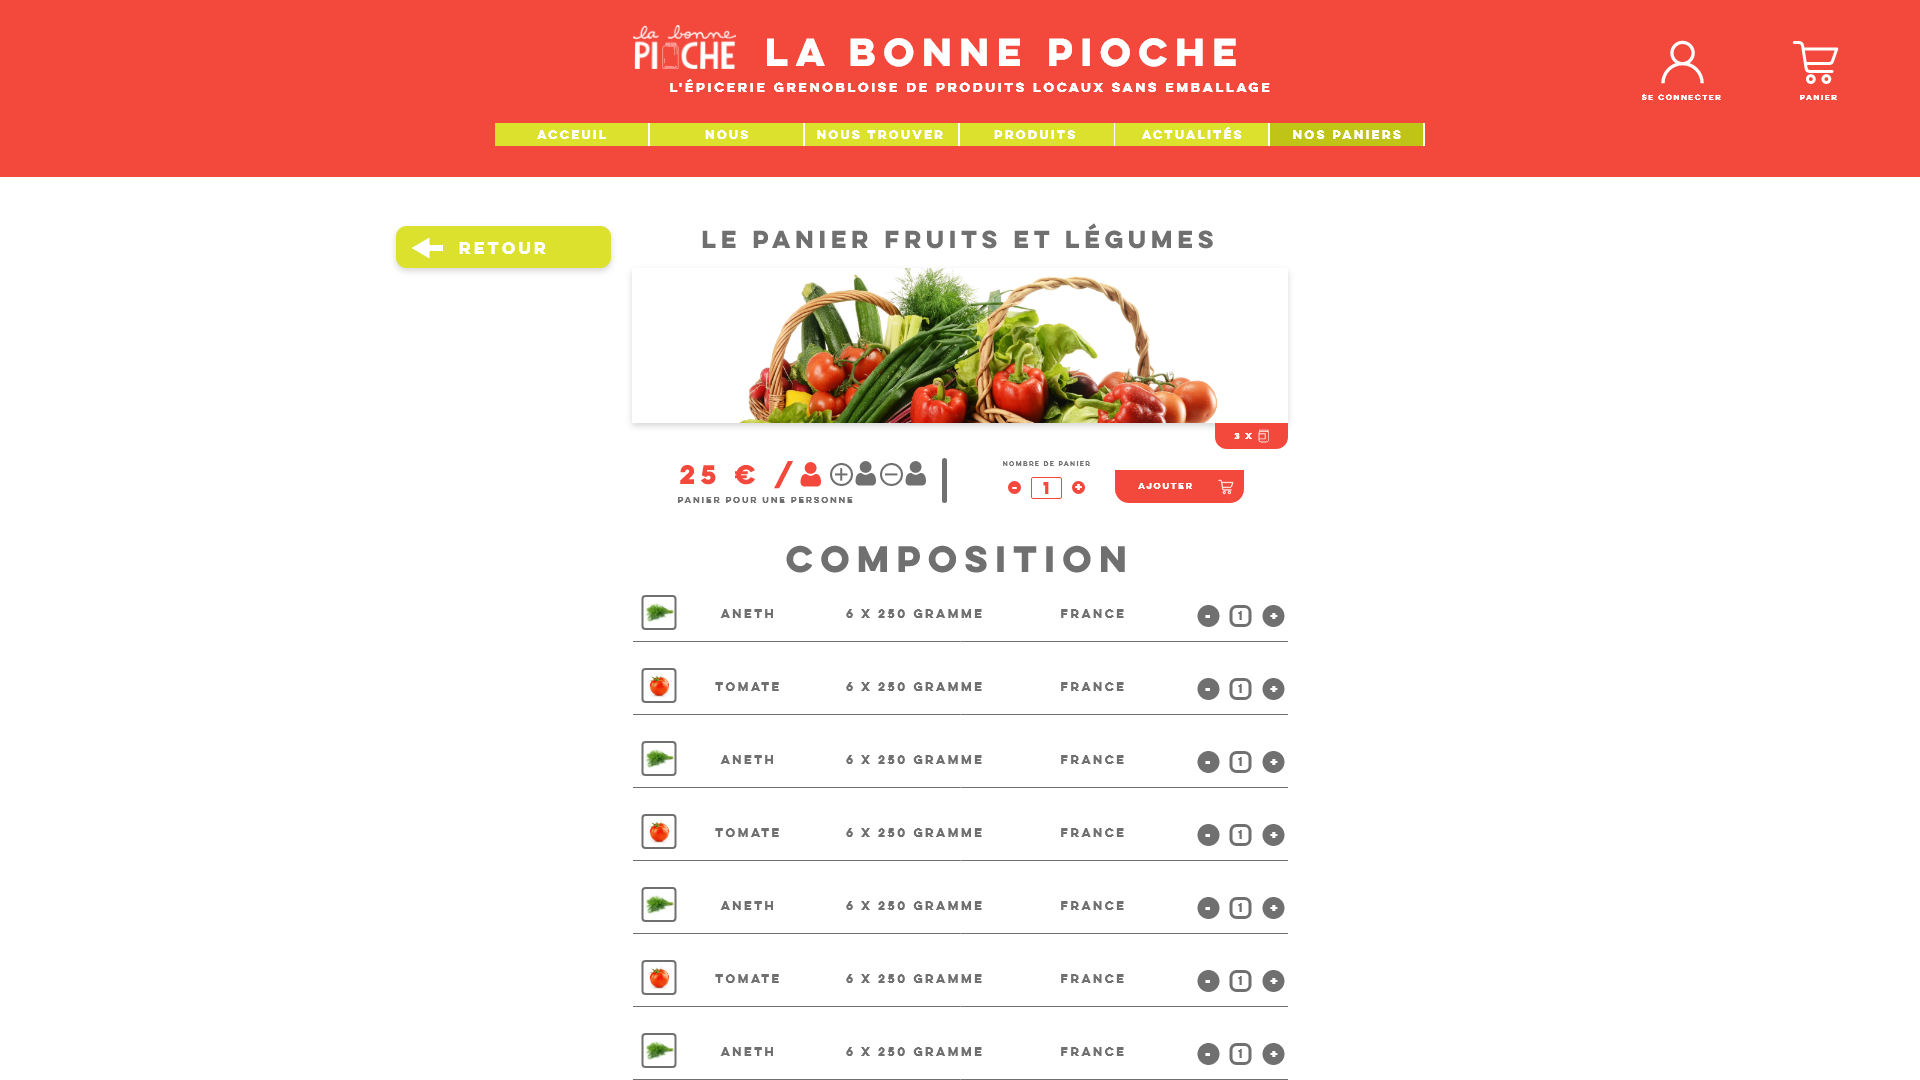 la bonne
PIOCHE
LA BONNE PIOCHE
L'ÉPICERIE GRENOBLOISE DE PRODUITS LOCAUX SANS EMBALLAGE
SE CONNECTER
PANIER
ACCEUIL
NOUS
NOUS TROUVER
PRODUITS
ACTUALITÉS
NOS PANIERS
RETOUR
LE PANIER FRUITS ET LÉGUMES
3 X
25 € /
PANIER POUR UNE PERSONNE
NOMBRE DE PANIER
- 1 +
AJOUTER
COMPOSITION
ANETH 6 X 250 GRAMME FRANCE - 1 +
TOMATE 6 X 250 GRAMME FRANCE - 1 +
ANETH 6 X 250 GRAMME FRANCE - 1 +
TOMATE 6 X 250 GRAMME FRANCE - 1 +
ANETH 6 X 250 GRAMME FRANCE - 1 +
TOMATE 6 X 250 GRAMME FRANCE - 1 +
ANETH 6 X 250 GRAMME FRANCE - 1 +